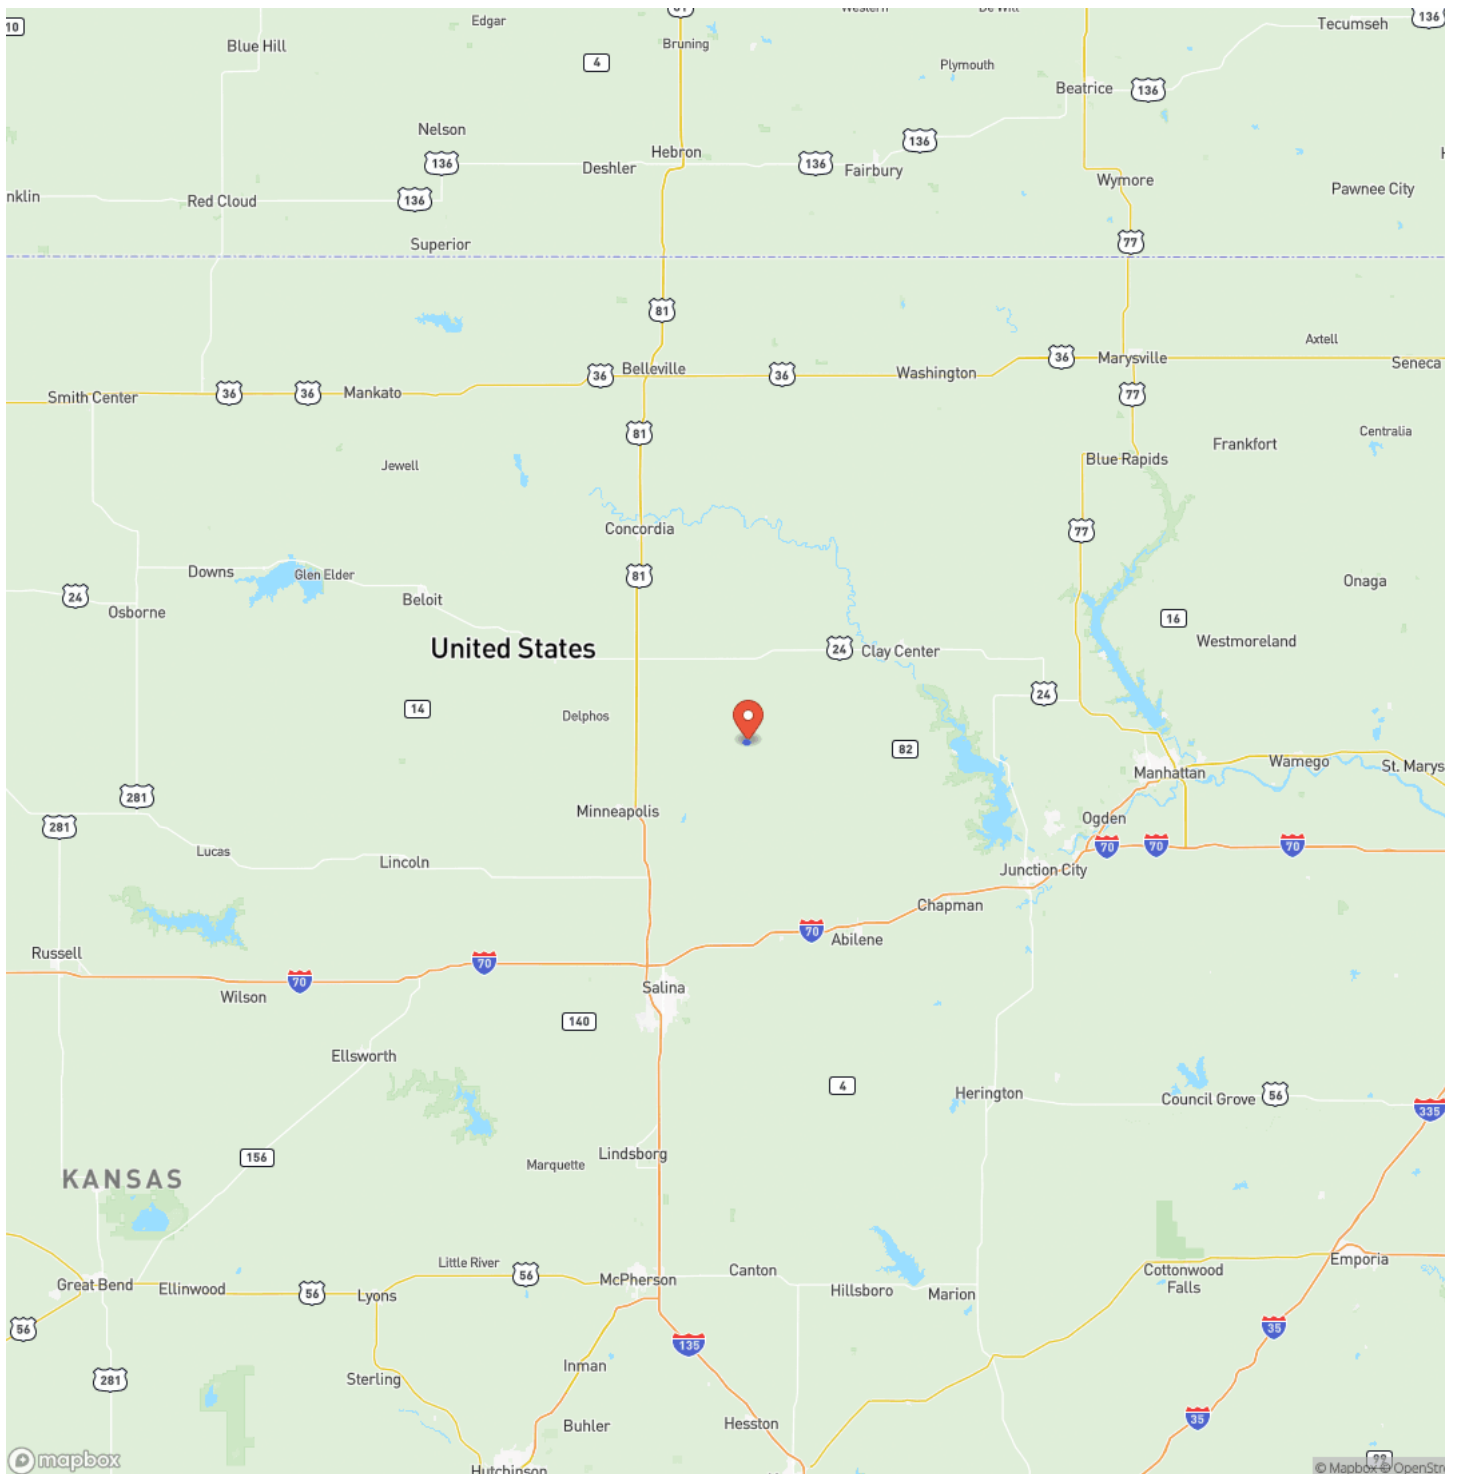 81
Western
De Witt
10
Edgar
136
Tecumseh
Blue Hill
Bruning
4
Plymouth
Beatrice
136
Nelson
136
Hebron
136
136
Deshler
Fairbury
Wymore
Pawnee City
nklin
Red Cloud
136
Superior
77
81
Axtell
36
Marysville
Seneca
Belleville
36
36
Washington
Smith Center
36
36
Mankato
77
81
Centralia
Frankfort
Jewell
Blue Rapids
Concordia
77
Downs
Glen Elder
81
Onaga
24
Beloit
Osborne
16
United States
24
Clay Center
Westmoreland
24
14
Delphos
82
Manhattan
Wamego
St. Marys
281
Minneapolis
281
Ogden
70
70
70
Lucas
Lincoln
Junction City
Chapman
70
Abilene
Russell
70
70
Wilson
Salina
140
Ellsworth
4
Herington
Council Grove
56
335
156
Lindsborg
Marquette
KANSAS
Little River
56
McPherson
Canton
Emporia
Great Bend
Ellinwood
56
Lyons
Hillsboro
Marion
Cottonwood
Falls
56
35
135
Inman
281
Sterling
Buhler
Hesston
35
mapbox
Hutchinson
© Mapbox © OpenStre